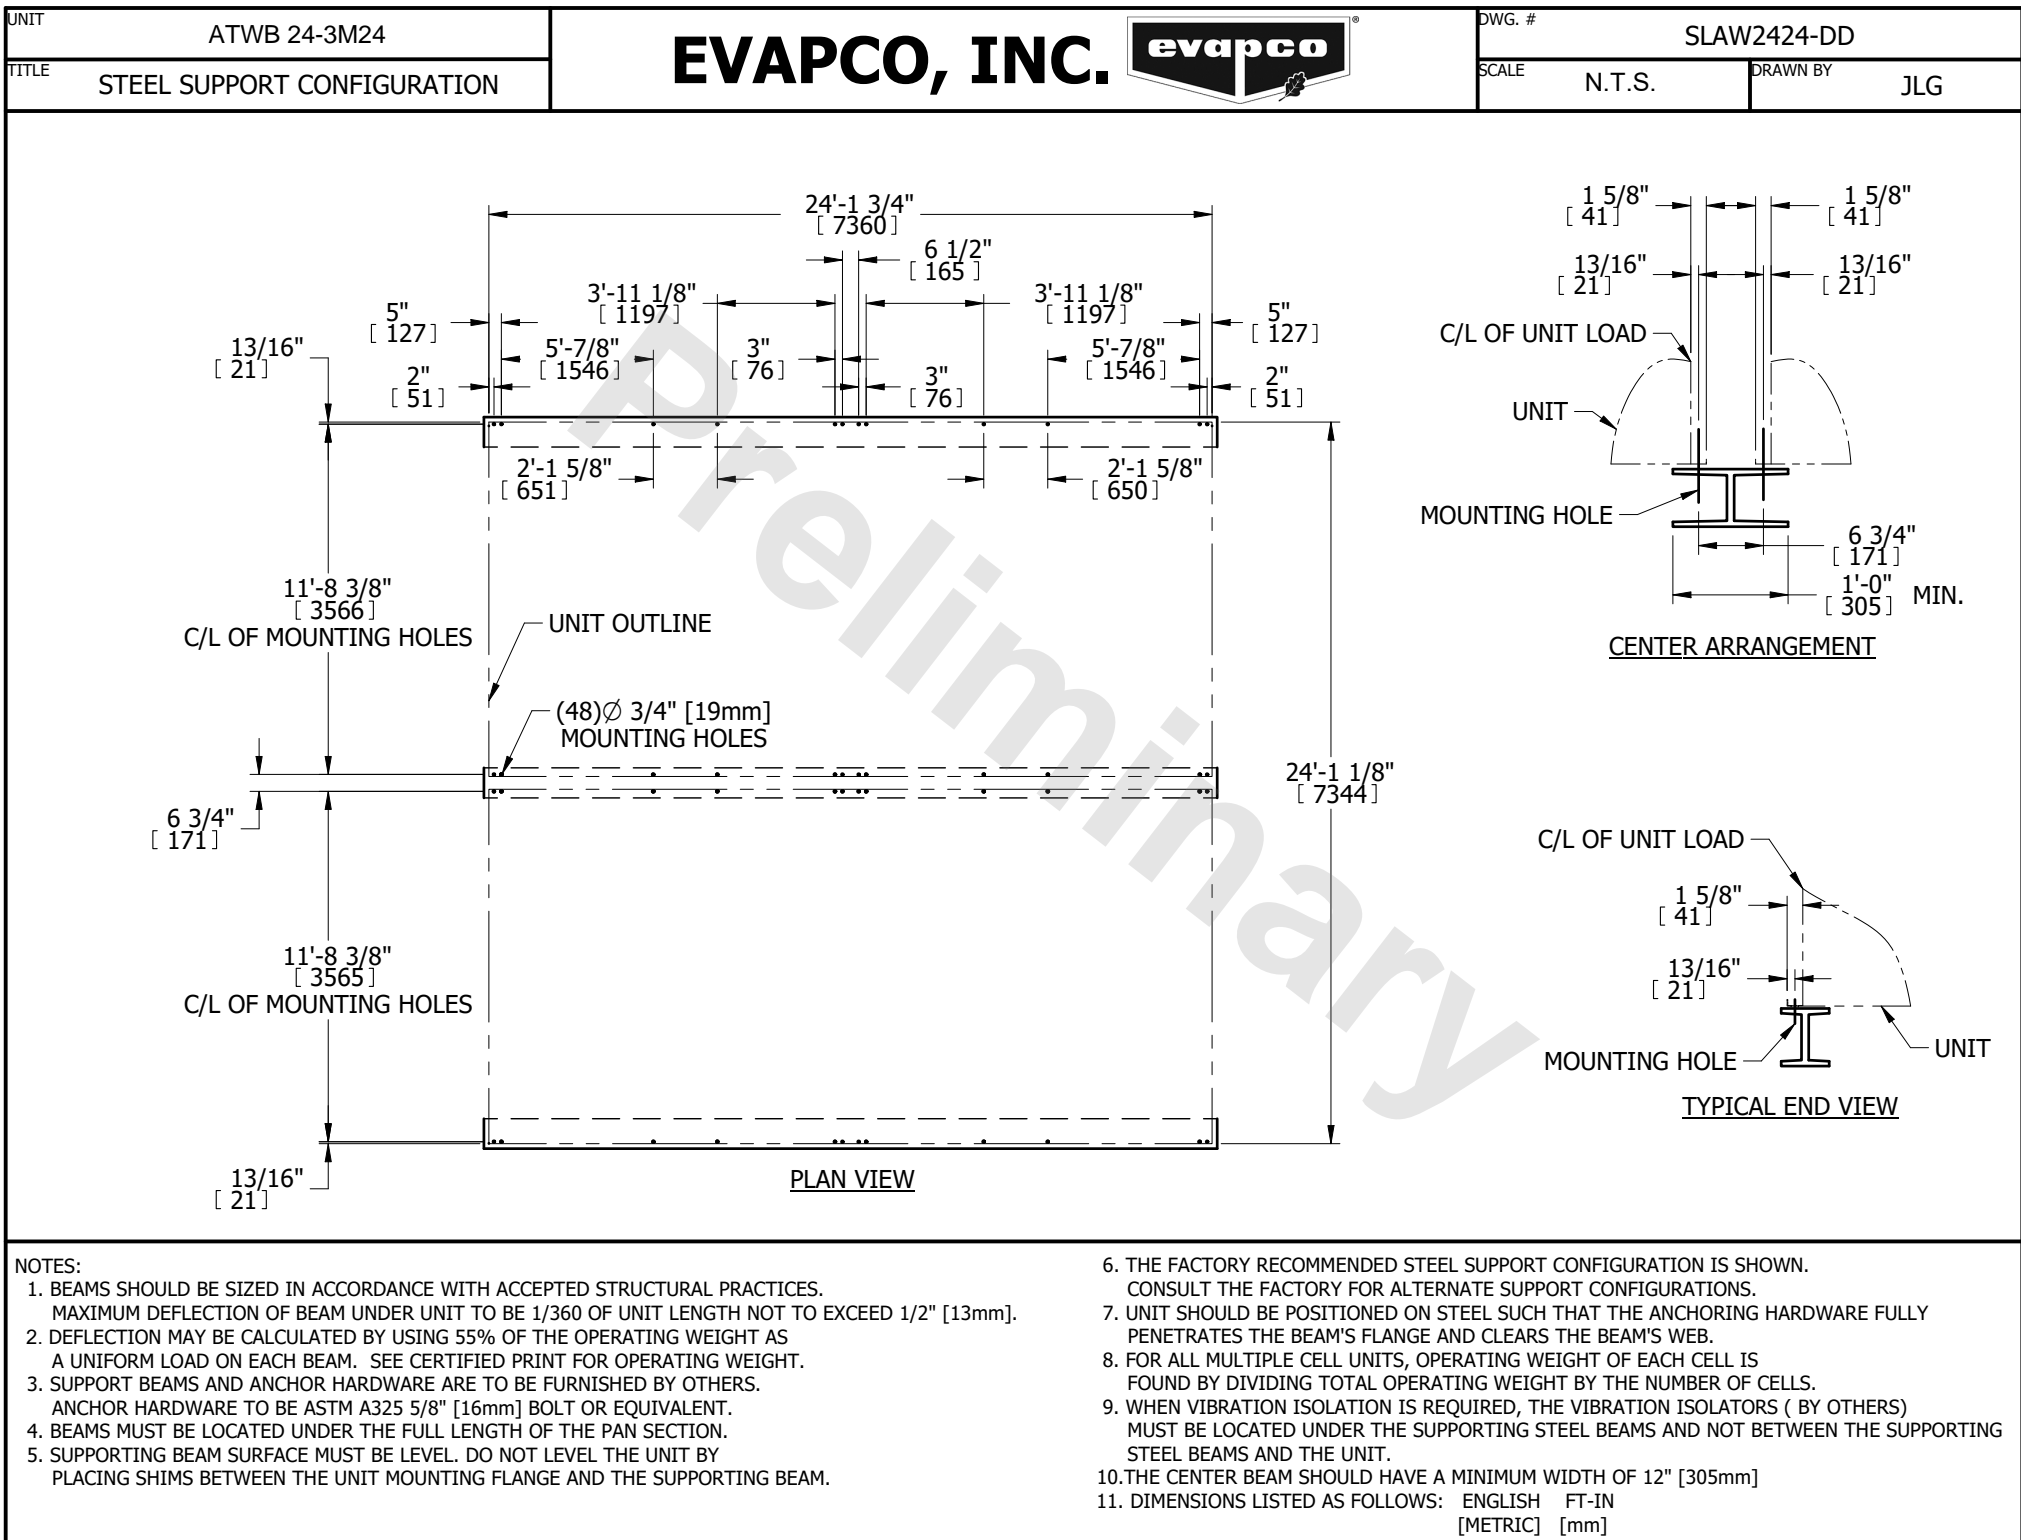 UNIT
ATWB 24-3M24
TITLE
STEEL SUPPORT CONFIGURATION
EVAPCO, INC.
evapco
®
DWG. #
SLAW2424-DD
SCALE
N.T.S.
DRAWN BY
JLG
24'-1 3/4"
[ 7360 ]
6 1/2"
[ 165 ]
3'-11 1/8"
[ 1197 ]
3'-11 1/8"
[ 1197 ]
5"
[ 127 ]
5"
[ 127 ]
13/16"
[ 21 ]
5'-7/8"
[ 1546 ]
3"
[ 76 ]
5'-7/8"
[ 1546 ]
2"
[ 51 ]
3"
[ 76 ]
2"
[ 51 ]
2'-1 5/8"
[ 651 ]
2'-1 5/8"
[ 650 ]
11'-8 3/8"
[ 3566 ]
C/L OF MOUNTING HOLES
UNIT OUTLINE
(48)Ø 3/4" [19mm]
MOUNTING HOLES
6 3/4"
[ 171 ]
24'-1 1/8"
[ 7344 ]
11'-8 3/8"
[ 3565 ]
C/L OF MOUNTING HOLES
13/16"
[ 21 ]
PLAN VIEW
Preliminary
1 5/8"
[ 41 ]
1 5/8"
[ 41 ]
13/16"
[ 21 ]
13/16"
[ 21 ]
C/L OF UNIT LOAD
UNIT
MOUNTING HOLE
6 3/4"
[ 171 ]
1'-0"
[ 305 ] MIN.
CENTER ARRANGEMENT
C/L OF UNIT LOAD
1 5/8"
[ 41 ]
13/16"
[ 21 ]
MOUNTING HOLE
UNIT
TYPICAL END VIEW
NOTES:
1. BEAMS SHOULD BE SIZED IN ACCORDANCE WITH ACCEPTED STRUCTURAL PRACTICES.
MAXIMUM DEFLECTION OF BEAM UNDER UNIT TO BE 1/360 OF UNIT LENGTH NOT TO EXCEED 1/2" [13mm].
2. DEFLECTION MAY BE CALCULATED BY USING 55% OF THE OPERATING WEIGHT AS
A UNIFORM LOAD ON EACH BEAM. SEE CERTIFIED PRINT FOR OPERATING WEIGHT.
3. SUPPORT BEAMS AND ANCHOR HARDWARE ARE TO BE FURNISHED BY OTHERS.
ANCHOR HARDWARE TO BE ASTM A325 5/8" [16mm] BOLT OR EQUIVALENT.
4. BEAMS MUST BE LOCATED UNDER THE FULL LENGTH OF THE PAN SECTION.
5. SUPPORTING BEAM SURFACE MUST BE LEVEL. DO NOT LEVEL THE UNIT BY
PLACING SHIMS BETWEEN THE UNIT MOUNTING FLANGE AND THE SUPPORTING BEAM.
6. THE FACTORY RECOMMENDED STEEL SUPPORT CONFIGURATION IS SHOWN.
CONSULT THE FACTORY FOR ALTERNATE SUPPORT CONFIGURATIONS.
7. UNIT SHOULD BE POSITIONED ON STEEL SUCH THAT THE ANCHORING HARDWARE FULLY
PENETRATES THE BEAM'S FLANGE AND CLEARS THE BEAM'S WEB.
8. FOR ALL MULTIPLE CELL UNITS, OPERATING WEIGHT OF EACH CELL IS
FOUND BY DIVIDING TOTAL OPERATING WEIGHT BY THE NUMBER OF CELLS.
9. WHEN VIBRATION ISOLATION IS REQUIRED, THE VIBRATION ISOLATORS ( BY OTHERS)
MUST BE LOCATED UNDER THE SUPPORTING STEEL BEAMS AND NOT BETWEEN THE SUPPORTING
STEEL BEAMS AND THE UNIT.
10.THE CENTER BEAM SHOULD HAVE A MINIMUM WIDTH OF 12" [305mm]
11. DIMENSIONS LISTED AS FOLLOWS: ENGLISH FT-IN
[METRIC] [mm]